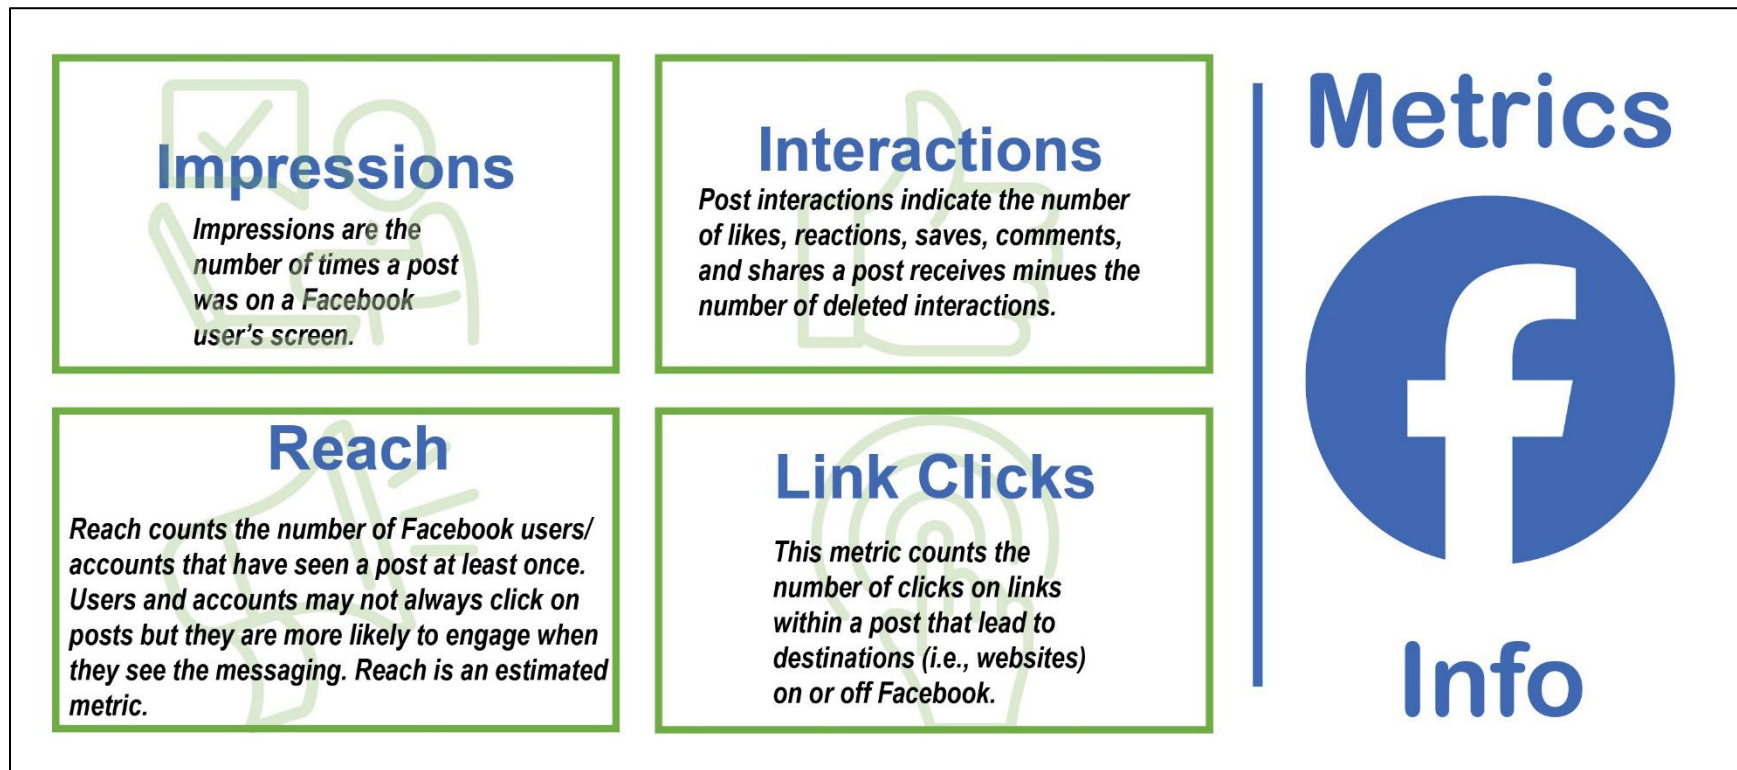 Impressions
Impressions are the
number of times a post
was on a Facebook
user's screen.
Interactions
Post interactions indicate the number
of likes, reactions, saves, comments,
and shares a post receives minues the
number of deleted interactions.
Reach
Reach counts the number of Facebook users/
accounts that have seen a post at least once.
Users and accounts may not always click on
posts but they are more likely to engage when
they see the messaging. Reach is an estimated
metric.
Link Clicks
This metric counts the
number of clicks on links
within a post that lead to
destinations (i.e., websites)
on or off Facebook.
Metrics
f
Info